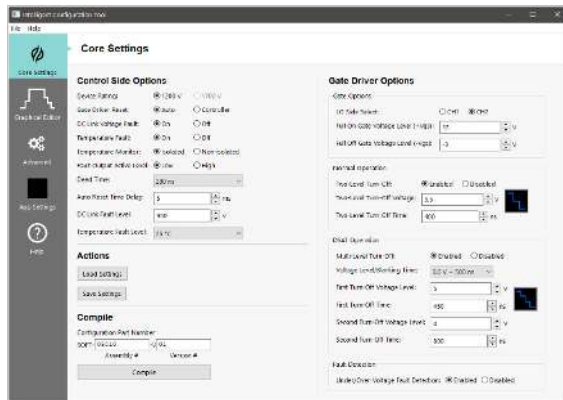 Intelligent configuration tool
File Help
Core Settings
Core Settings
Graphical Editor
Advanced
App Settings
Help
Control Side Options
Device Rating: 1200 V 1700 V
Gate Driver Reset: Auto Controller
DC Link Voltage Fault: On Off
Temperature Fault: On Off
Temperature Monitor: Isolated Non-Isolated
Fault Output Active Level: Low High
Dead Time:
Auto Reset Time Delay: ms
DC Link Fault Level: V
Temperature Fault Level:
Actions
Load Settings
Save Settings
Compile
Configuration Part Number
SOFT-
Assembly # Version #
Compile
Gate Driver Options
Gate Options
I/O Side Select: CH1 CH2
Full On Gate Voltage Level (+Vgs): V
Full Off Gate Voltage Level (-Vgs): V
Normal Operation
Two-Level Turn-Off: Enabled Disabled
Two-Level Turn-Off Voltage: V
Two-Level Turn-Off Time: ns
DSAT Operation
Multi-Level Turn-Off: Enabled Disabled
Voltage Level/Blanking Time:
First Turn-Off Voltage Level: 5 V
First Turn-Off Time: ns
Second Turn-Off Voltage Level: V
Second Turn-Off Time: ns
Fault Detection
Under/Over Voltage Fault Detection: Enabled Disabled